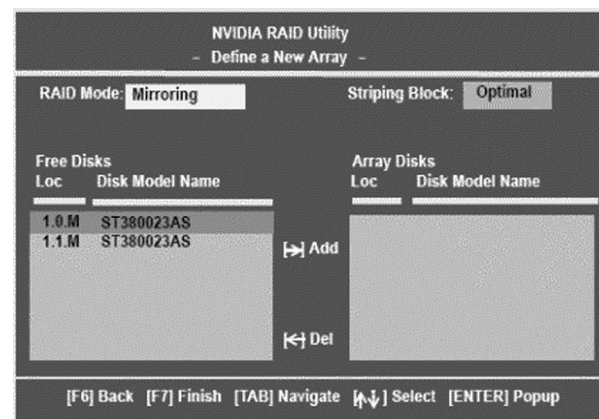 NVIDIA RAID Utility
- Define a New Array -
RAID Mode: Mirroring Striping Block: Optimal
Free Disks Array Disks
Loc Disk Model Name Loc Disk Model Name
1.0.M ST380023AS
1.1.M ST380023AS
[→] Add
[←] Del
[F6] Back [F7] Finish [TAB] Navigate [↑↓] Select [ENTER] Popup